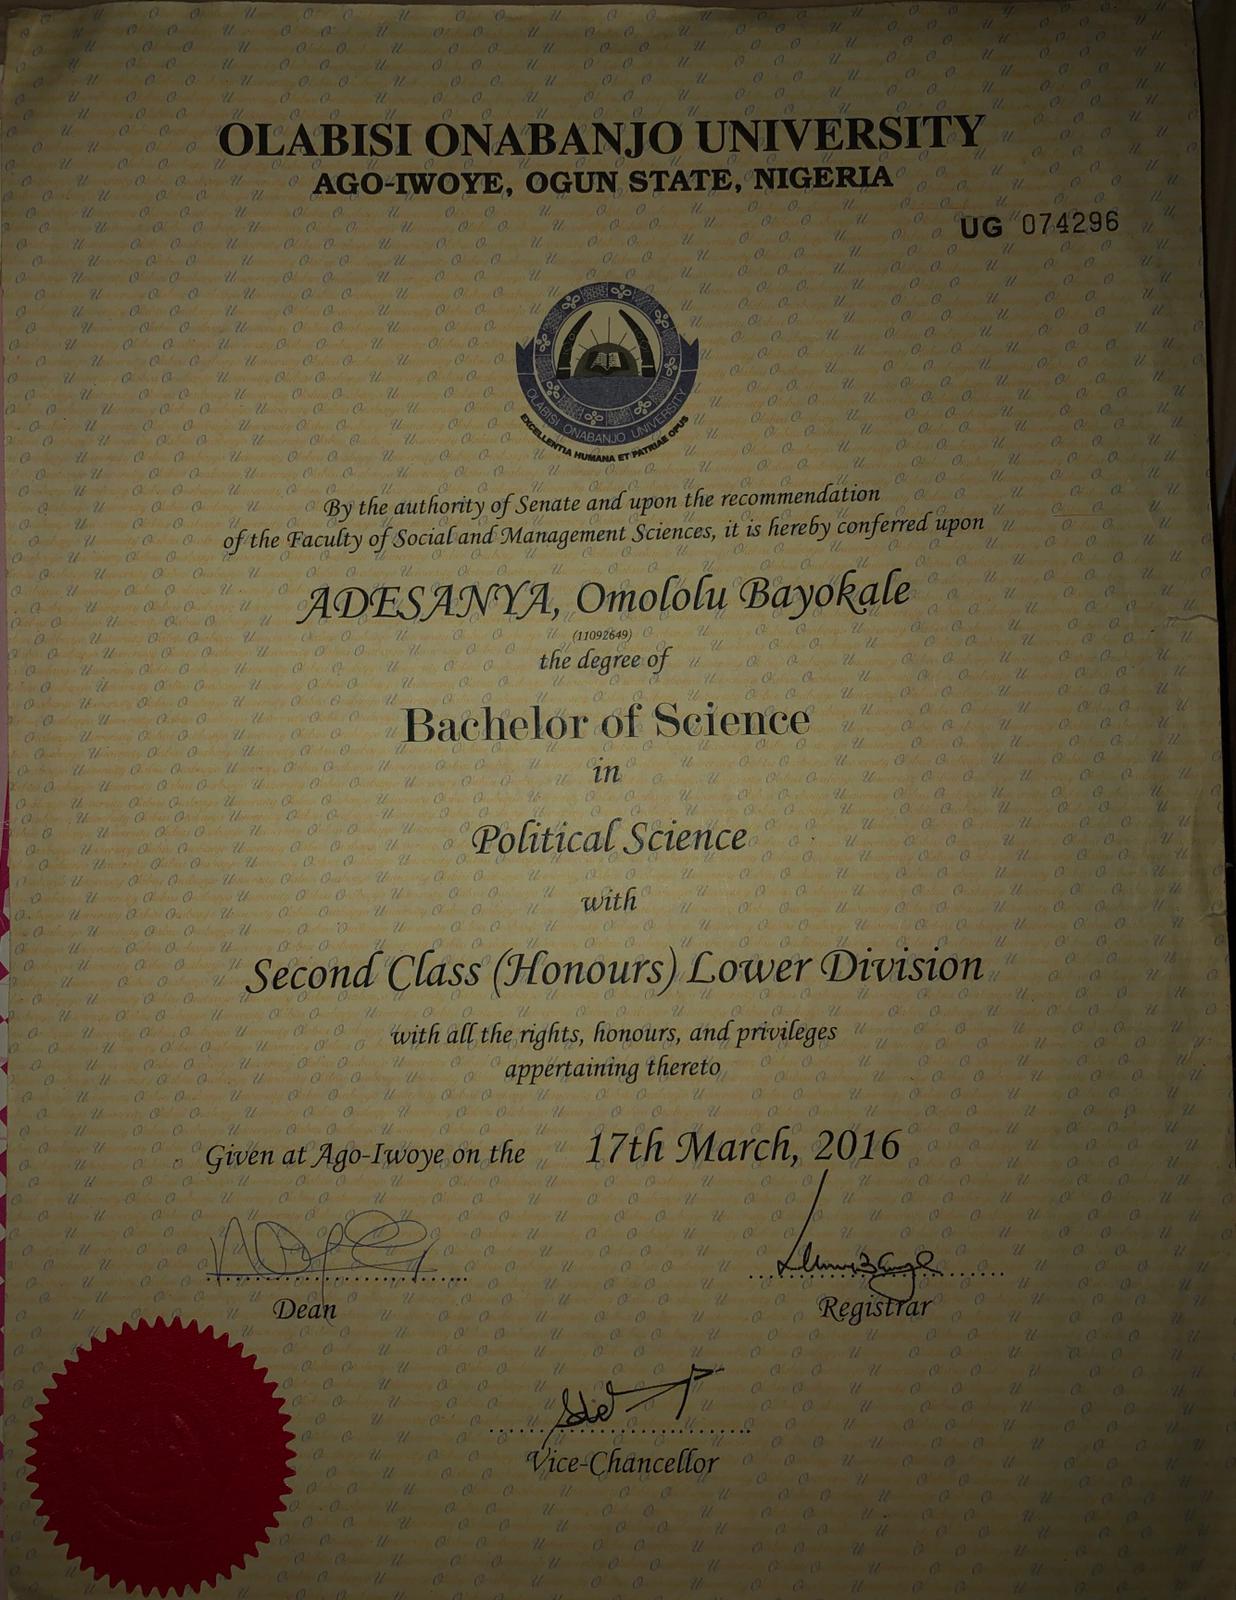 OLABISI ONABANJO UNIVERSITY
AGO-IWOYE, OGUN STATE, NIGERIA
UG 074296
OLABISI ONABANJO UNIVERSITY
EXCELLENTIA HUMANA ET PATRIAE OPUS
By the authority of Senate and upon the recommendation
of the Faculty of Social and Management Sciences, it is hereby conferred upon
ADESANYA, Omololu Bayokale
(11092649)
the degree of
Bachelor of Science
in
Political Science
with
Second Class (Honours) Lower Division
with all the rights, honours, and privileges
appertaining thereto
Given at Ago-Iwoye on the 17th March, 2016
Dean
Registrar
Vice-Chancellor